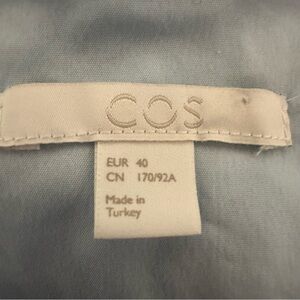 COS
EUR 40
CN 170/92A
Made in
Turkey